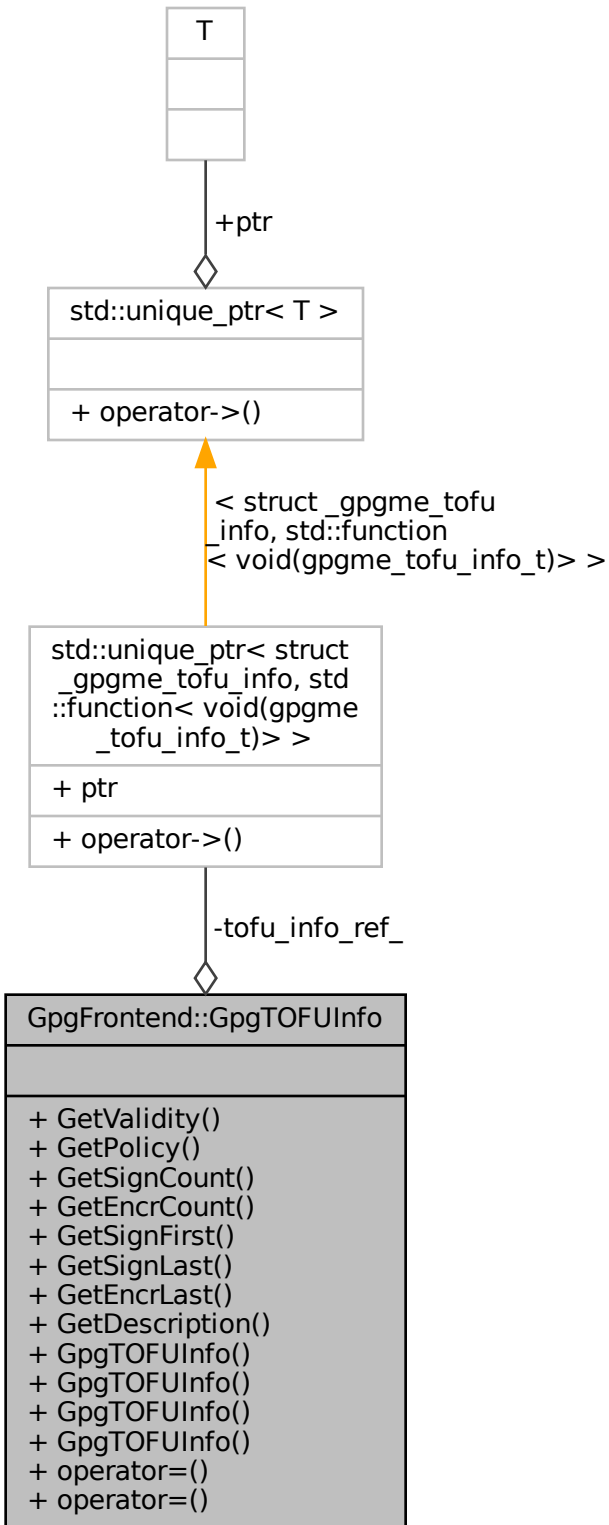 T
+ptr
std::unique_ptr< T >
+ operator->()
< struct _gpgme_tofu
_info, std::function
< void(gpgme_tofu_info_t)> >
std::unique_ptr< struct
_gpgme_tofu_info, std
::function< void(gpgme
_tofu_info_t)> >
+ ptr
+ operator->()
-tofu_info_ref_
GpgFrontend::GpgTOFUInfo
+ GetValidity()
+ GetPolicy()
+ GetSignCount()
+ GetEncrCount()
+ GetSignFirst()
+ GetSignLast()
+ GetEncrLast()
+ GetDescription()
+ GpgTOFUInfo()
+ GpgTOFUInfo()
+ GpgTOFUInfo()
+ GpgTOFUInfo()
+ operator=()
+ operator=()